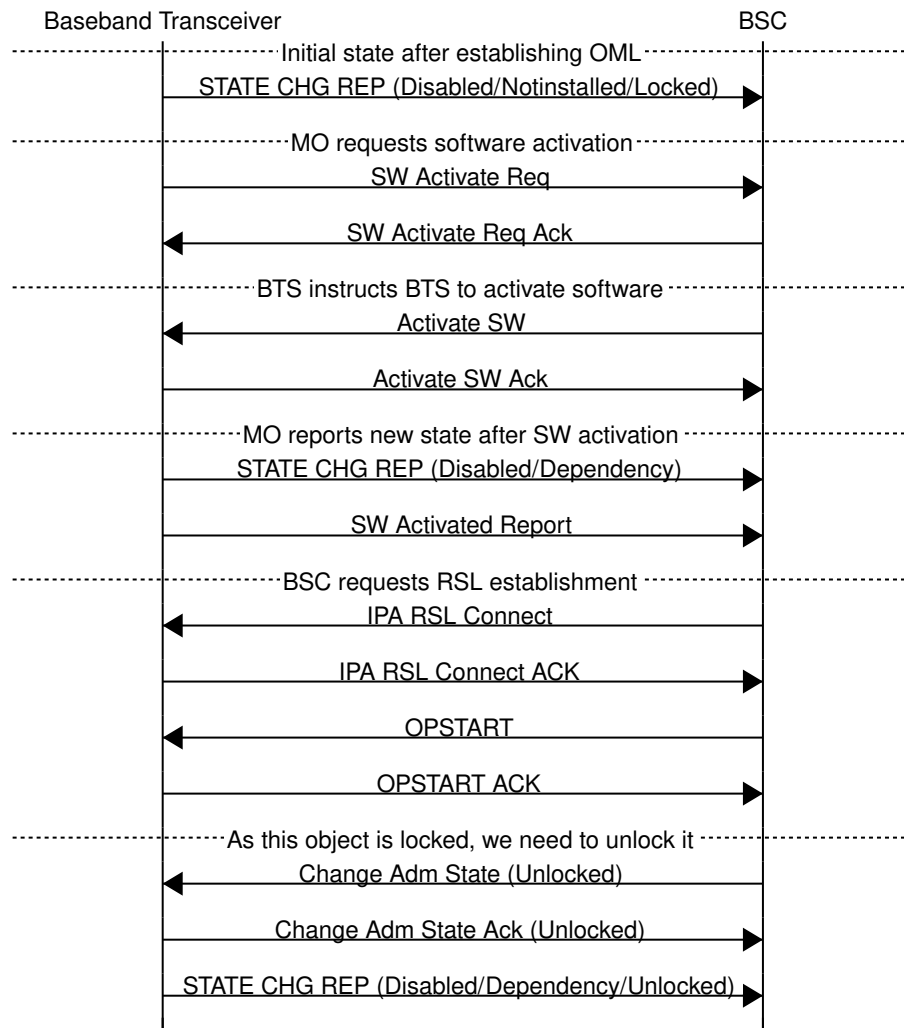 Baseband Transceiver BSC
Initial state after establishing OML
STATE CHG REP (Disabled/Notinstalled/Locked)
MO requests software activation
SW Activate Req
SW Activate Req Ack
BTS instructs BTS to activate software
Activate SW
Activate SW Ack
MO reports new state after SW activation
STATE CHG REP (Disabled/Dependency)
SW Activated Report
BSC requests RSL establishment
IPA RSL Connect
IPA RSL Connect ACK
OPSTART
OPSTART ACK
As this object is locked, we need to unlock it
Change Adm State (Unlocked)
Change Adm State Ack (Unlocked)
STATE CHG REP (Disabled/Dependency/Unlocked)